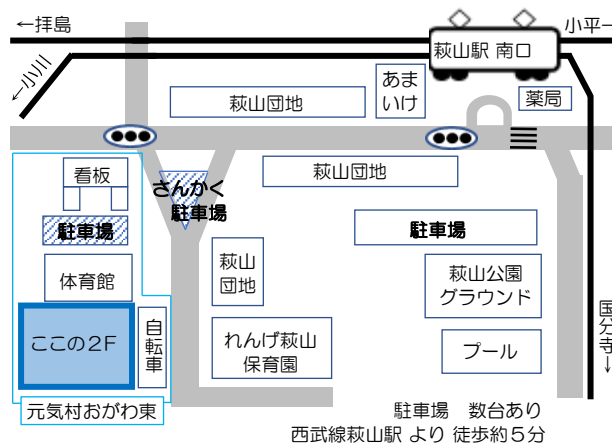 ←拝島
小平→
萩山駅 南口
←小川
あま
いけ
薬局
萩山団地
萩山団地
看板
さんかく
駐車場
駐車場
駐車場
体育館
萩山
団地
萩山公園
グラウンド
国分寺→
ここの２F
自転車
れんげ萩山
保育園
プール
元気村おがわ東
駐車場　数台あり
西武線萩山駅 より 徒歩約５分